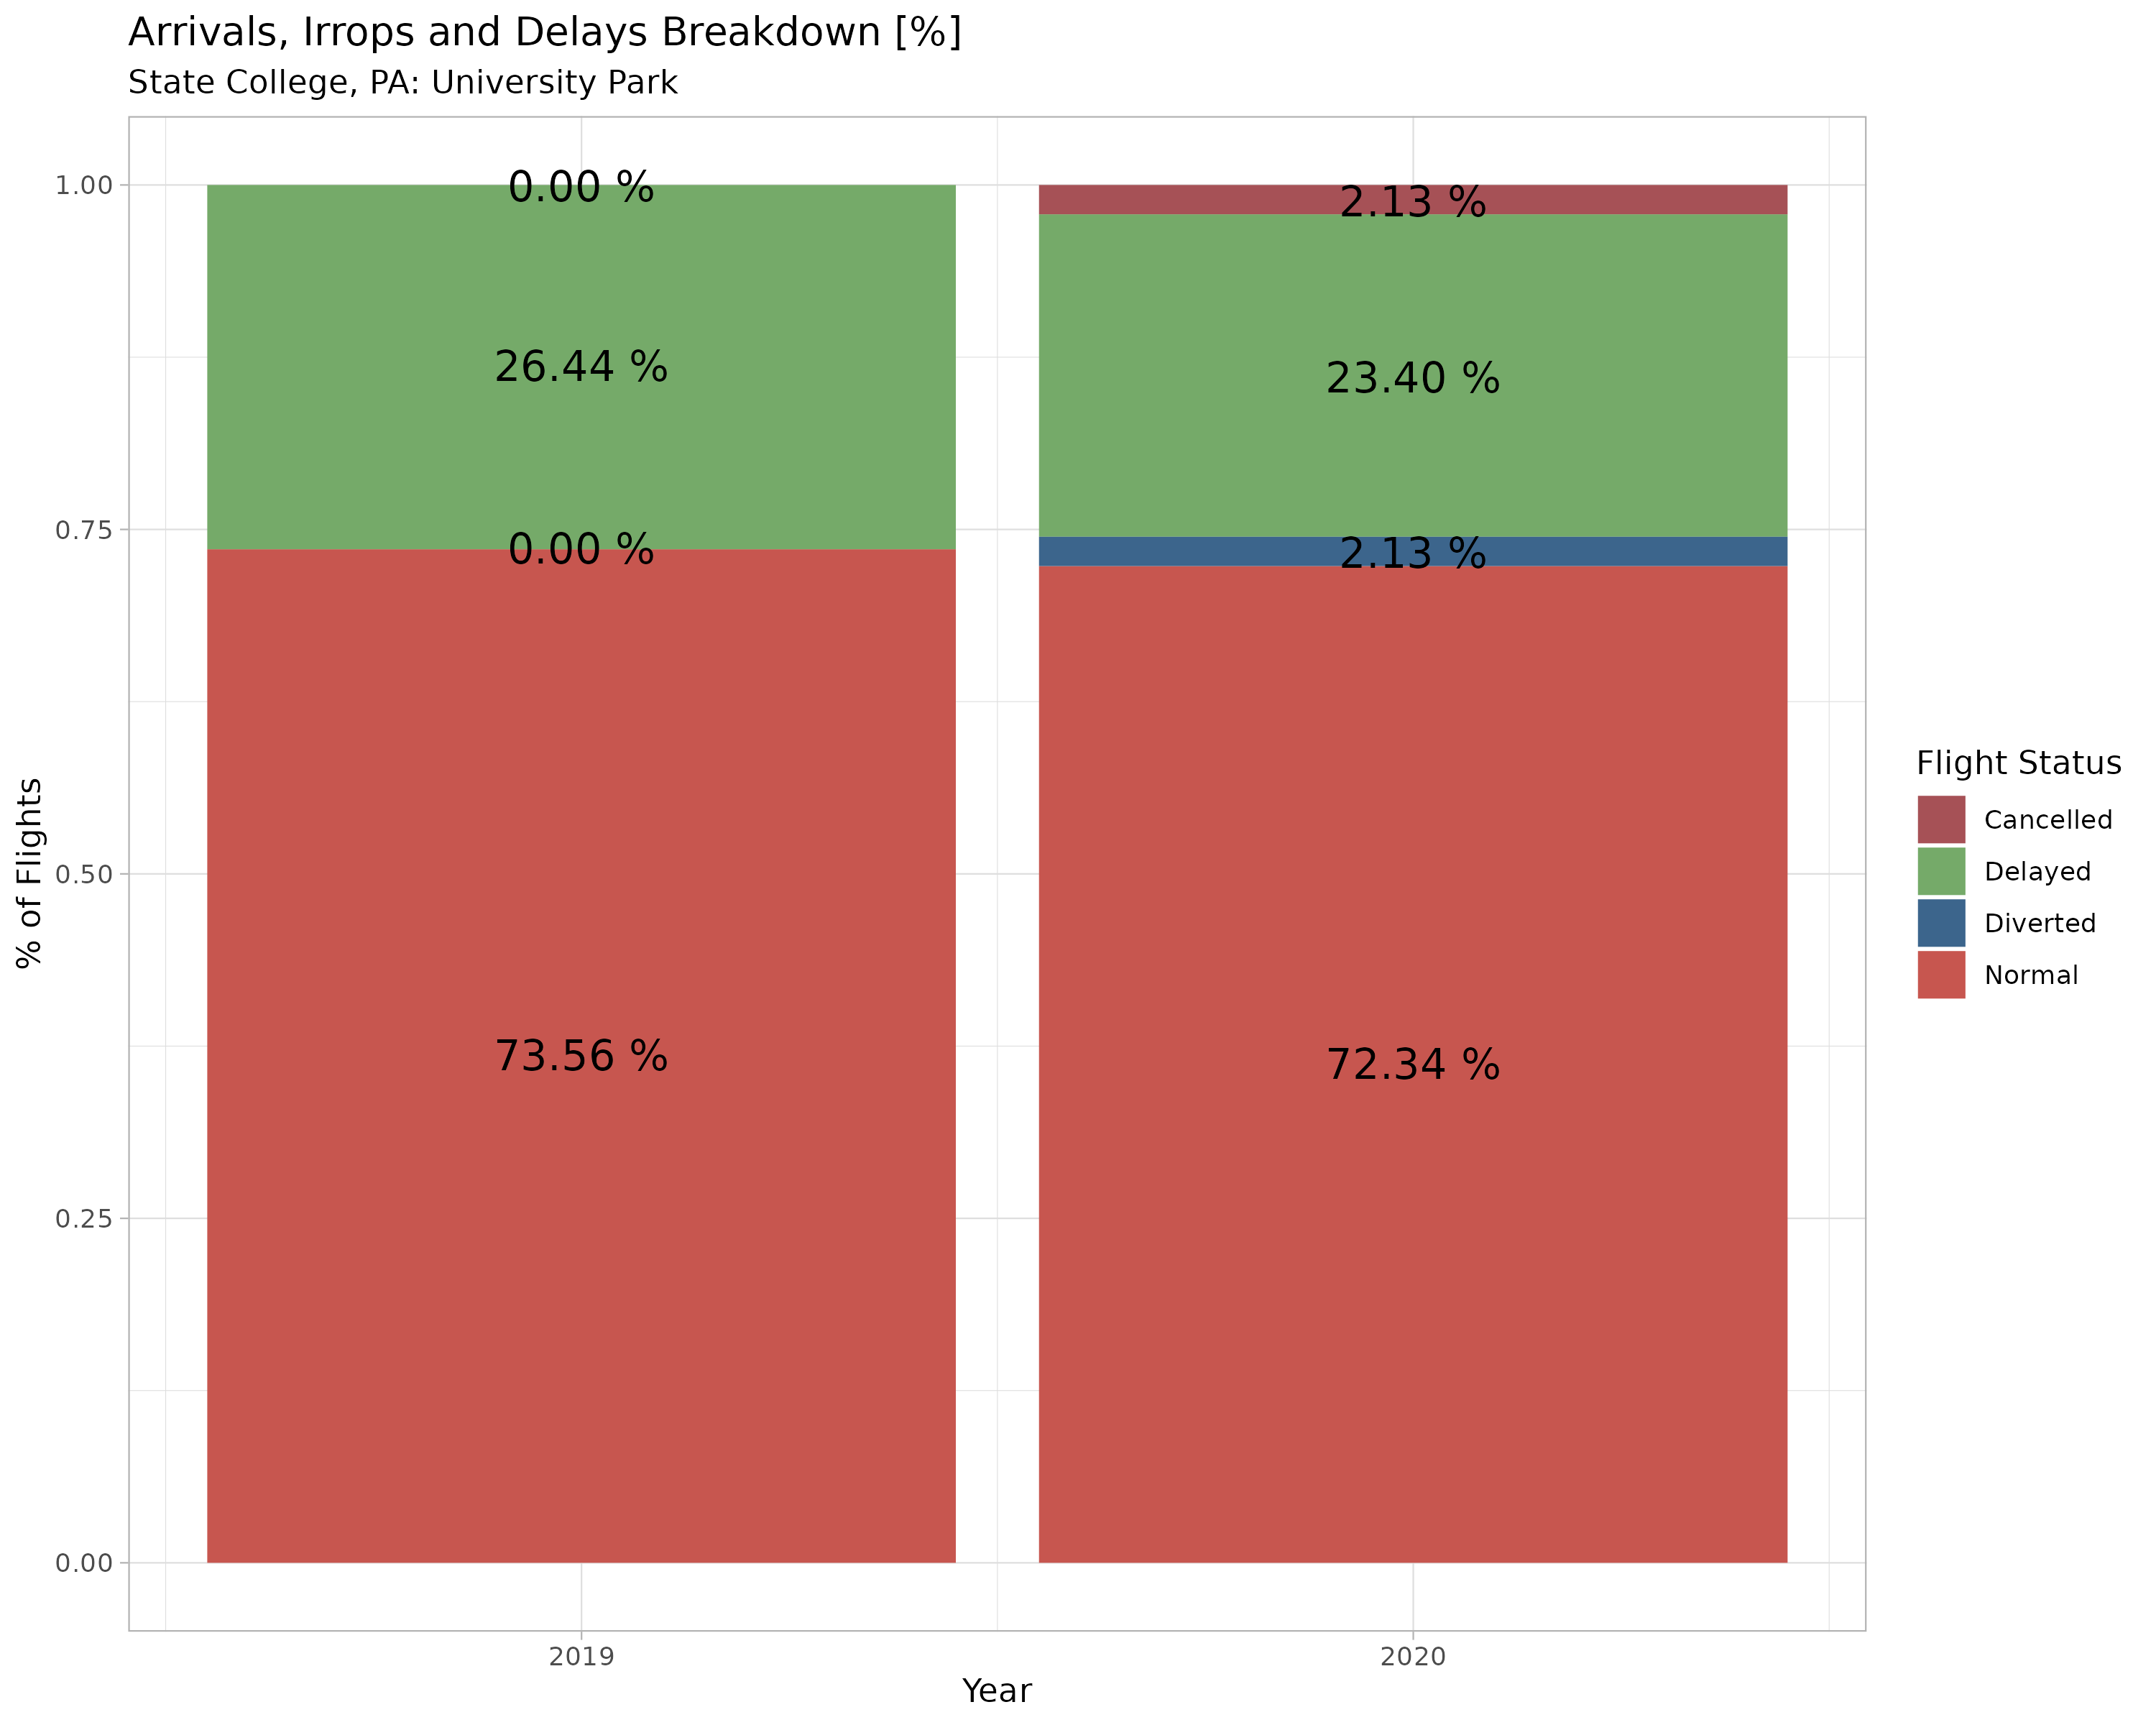 Arrivals, Irrops and Delays Breakdown [%]
State College, PA: University Park
% of Flights
1.00
0.75
0.50
0.25
0.00
0.00 %
26.44 %
0.00 %
73.56 %
2.13 %
23.40 %
2.13 %
72.34 %
2019
2020
Year
Flight Status
Cancelled
Delayed
Diverted
Normal